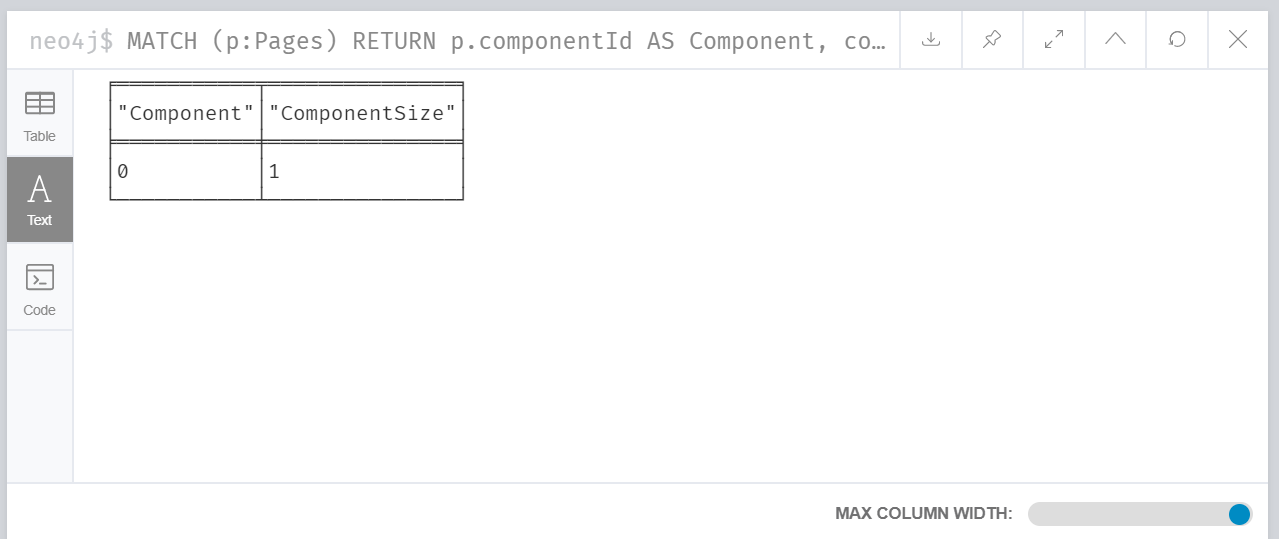 neo4j$ MATCH (p:Pages) RETURN p.componentId AS Component, co…
Table
"Component" "ComponentSize"
0 1
Text
Code
MAX COLUMN WIDTH: